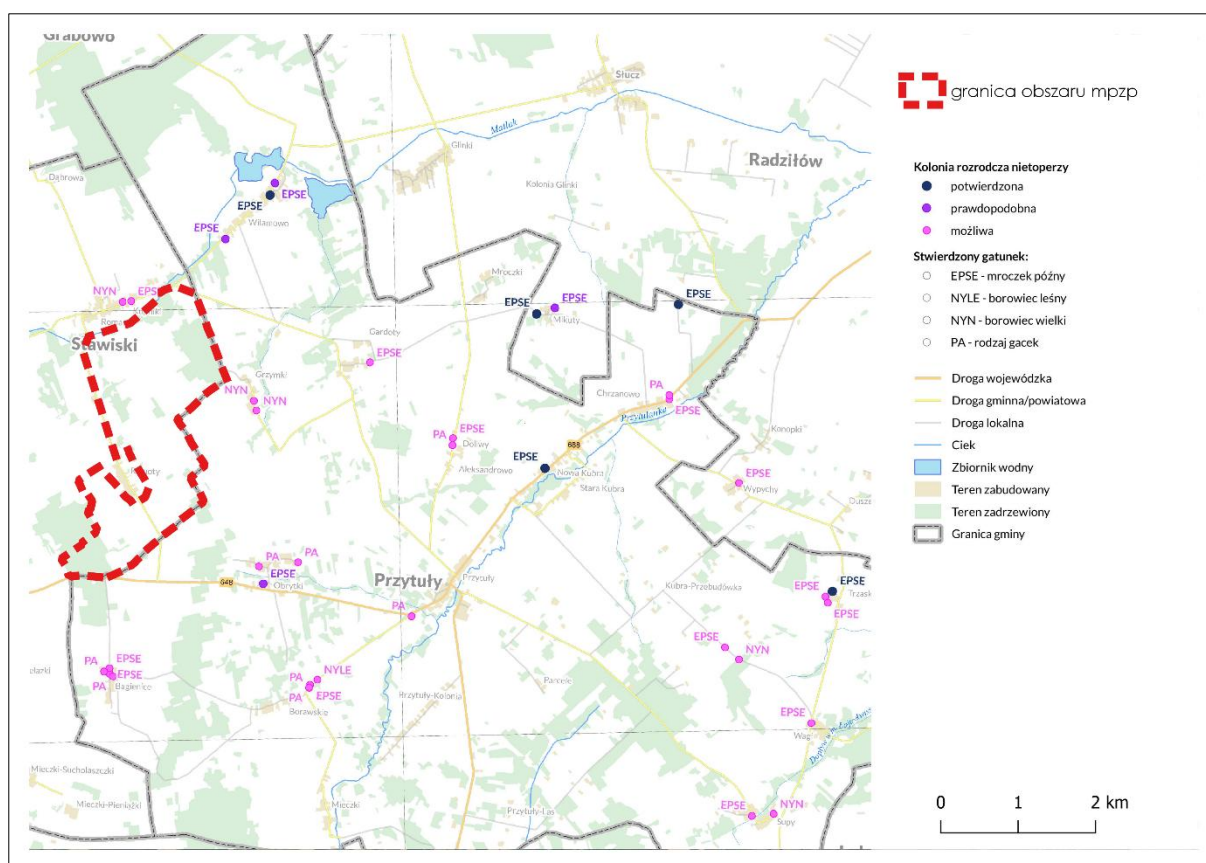 Grabowo
Słucz
Matlak
granica obszaru mpzp
Glinki
Radziłów
Dąbrowa
Kolonia Glinki
Kolonia rozrodcza nietoperzy
potwierdzona
EPSE
EPSE
prawdopodobna
Wilamowo
możliwa
Stwierdzony gatunek:
Mroczki
EPSE - mroczek późny
NYN
EPSE
EPSE
EPSE
EPSE
NYLE - borowiec leśny
Mikuty
NYN - borowiec wielki
Gardoty
Stawiski
PA - rodzaj gacek
EPSE
Grzymki
Droga wojewódzka
NYN
NYN
Chrzanowo
PA
EPSE
Przytulanka
Droga gminna/powiatowa
Droga lokalna
Konopki
Ciek
EPSE
PA
Doliwy
668
Zbiornik wodny
EPSE
Aleksandrowo
Nowa Kubra
EPSE
Wypychy
Teren zabudowany
Stara Kubra
Teren zadrzewiony
Granica gminy
PA
PA
EPSE
648
Obrytki
Przytuły
Przytuły
Kubra-Przebudówka
EPSE
EPSE
EPSE
PA
EPSE
NYN
PA
EPSE
EPSE
PA
Bagienice
NYLE
PA
PA
EPSE
Borawskie
Przytuły-Kolonia
Parcele
EPSE
Mieczki-Sucholaszczki
Mieczki-Pieniążki
Mieczki
Przytuły-Las
EPSE
NYN
Supy
0 1 2 km